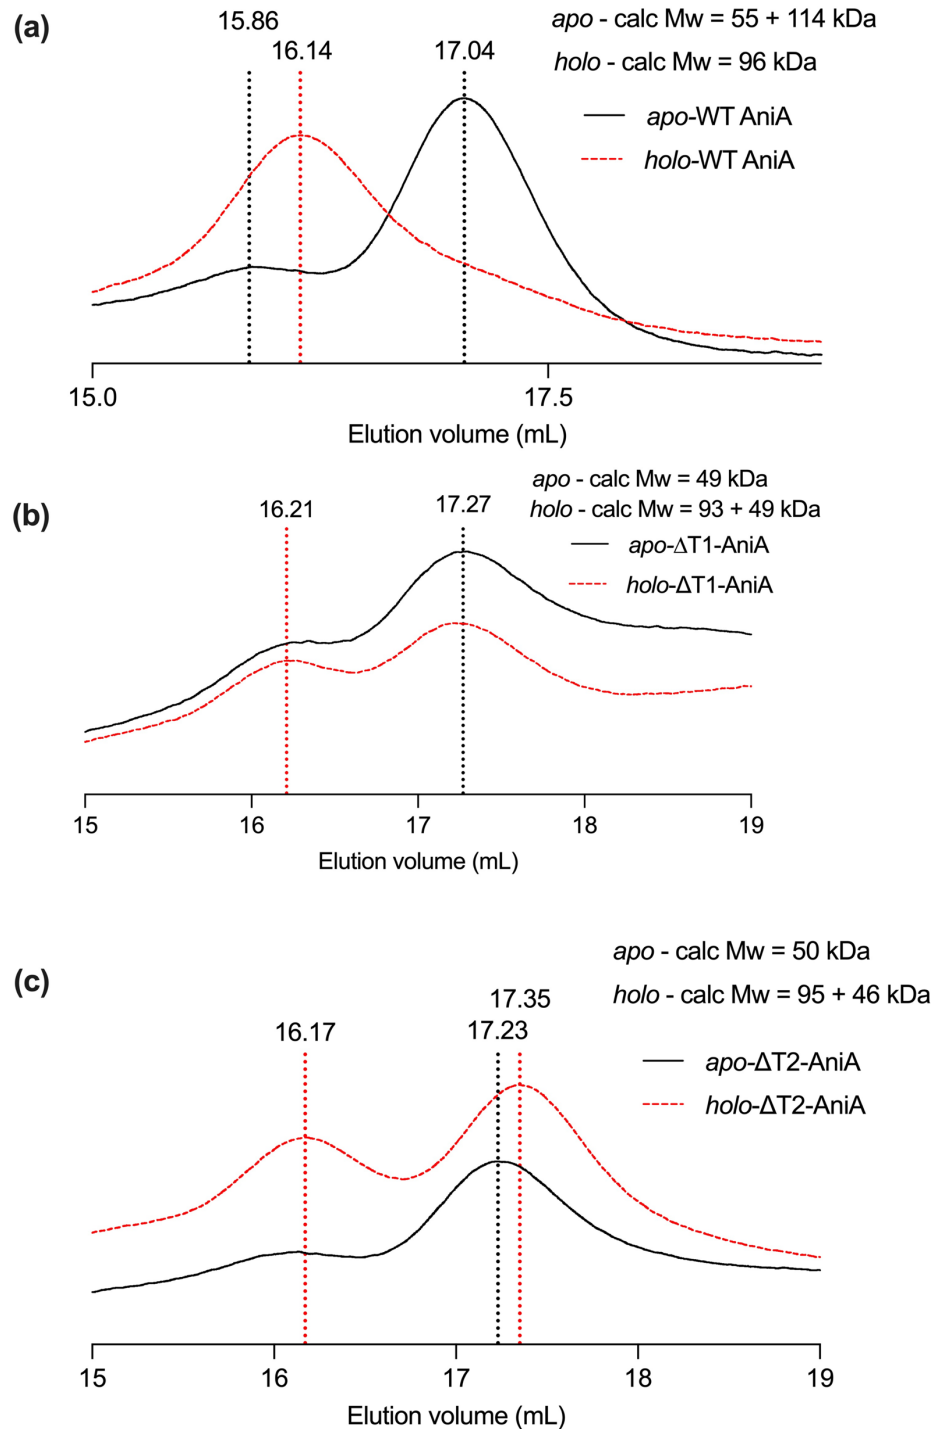 (a)
15.86
16.14
17.04
apo - calc Mw = 55 + 114 kDa
holo - calc Mw = 96 kDa
apo-WT AniA
holo-WT AniA
15.0
17.5
Elution volume (mL)
(b)
16.21
17.27
apo - calc Mw = 49 kDa
holo - calc Mw = 93 + 49 kDa
apo-ΔT1-AniA
holo-ΔT1-AniA
15
16
17
18
19
Elution volume (mL)
(c)
apo - calc Mw = 50 kDa
holo - calc Mw = 95 + 46 kDa
17.35
16.17
17.23
apo-ΔT2-AniA
holo-ΔT2-AniA
15
16
17
18
19
Elution volume (mL)